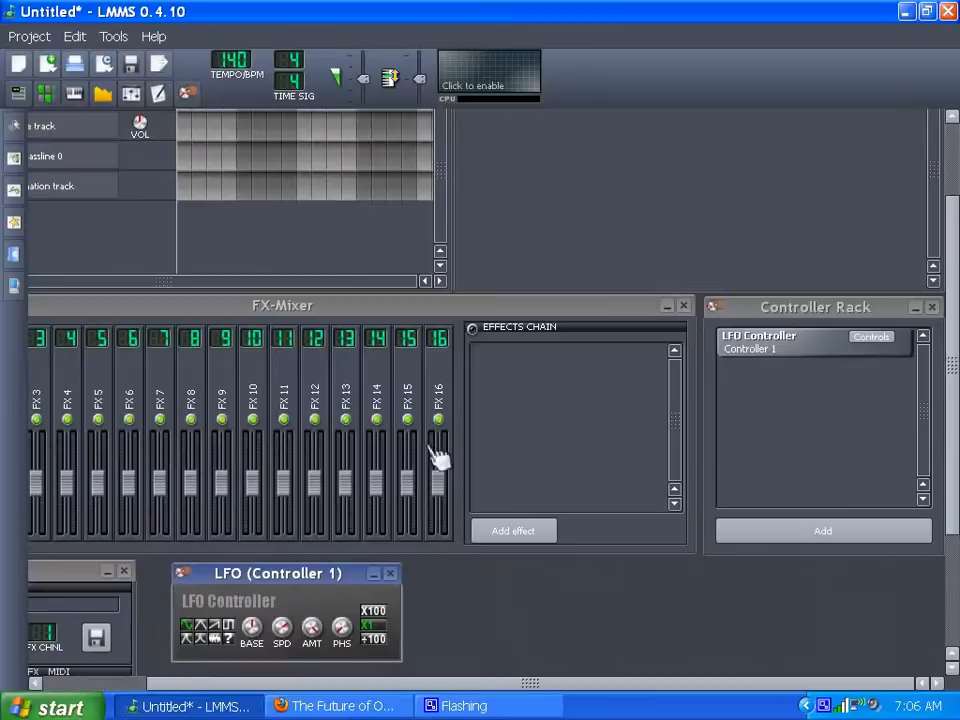 Untitled* - LMMS 0.4.10
Project Edit Tools Help
140
TEMPO/BPM
4
4
TIME SIG
Click to enable
CPU
e track
VOL
assline 0
mation track
FX-Mixer
3 4 5 6 7 8 9 10 11 12 13 14 15 16
FX 3 FX 4 FX 5 FX 6 FX 7 FX 8 FX 9 FX 10 FX 11 FX 12 FX 13 FX 14 FX 15 FX 16
EFFECTS CHAIN
Add effect
Controller Rack
LFO Controller
Controls
Controller 1
Add
1
FX CHNL
FX MIDI
LFO (Controller 1)
LFO Controller
BASE SPD AMT PHS
X100
X1
÷100
start
Untitled* - LMMS...
The Future of O...
Flashing
7:06 AM